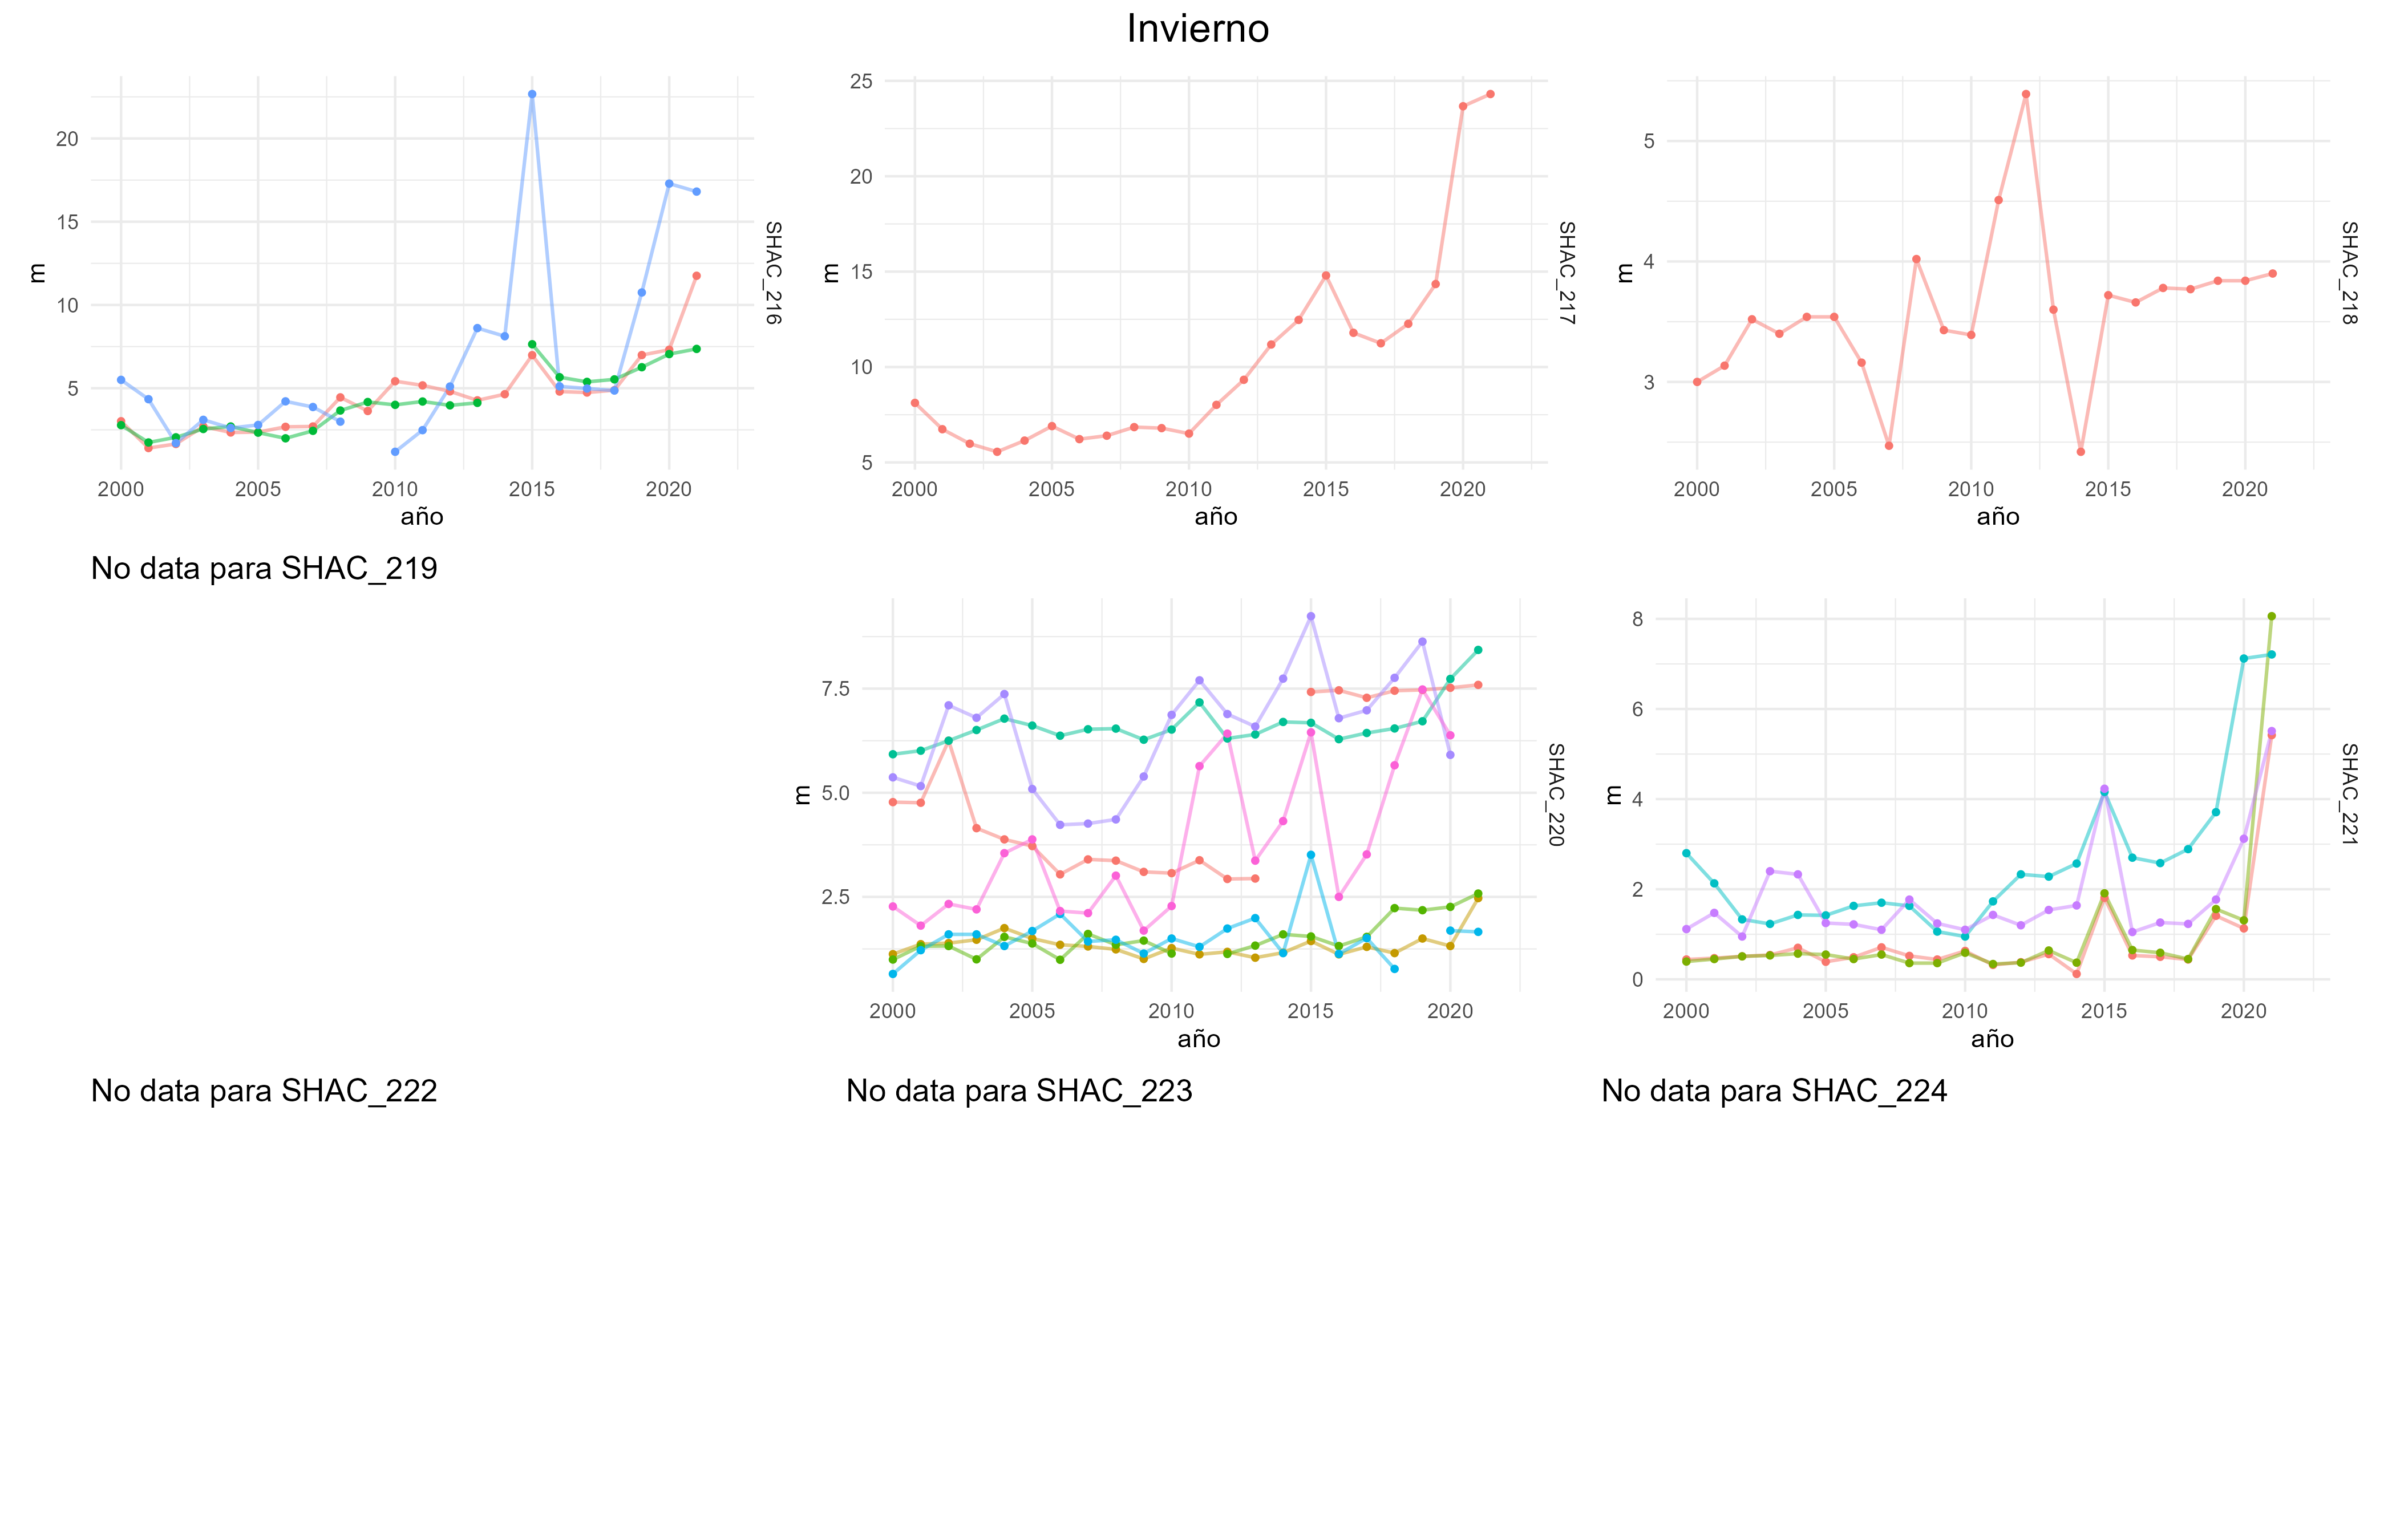 Invierno
20
15
10
5
m
2000 2005 2010 2015 2020
año
SHAC_216
25
20
15
10
5
m
2000 2005 2010 2015 2020
año
SHAC_217
5
4
3
m
2000 2005 2010 2015 2020
año
SHAC_218
No data para SHAC_219
7.5
5.0
2.5
m
2000 2005 2010 2015 2020
año
SHAC_220
8
6
4
2
0
m
2000 2005 2010 2015 2020
año
SHAC_221
No data para SHAC_222
No data para SHAC_223
No data para SHAC_224